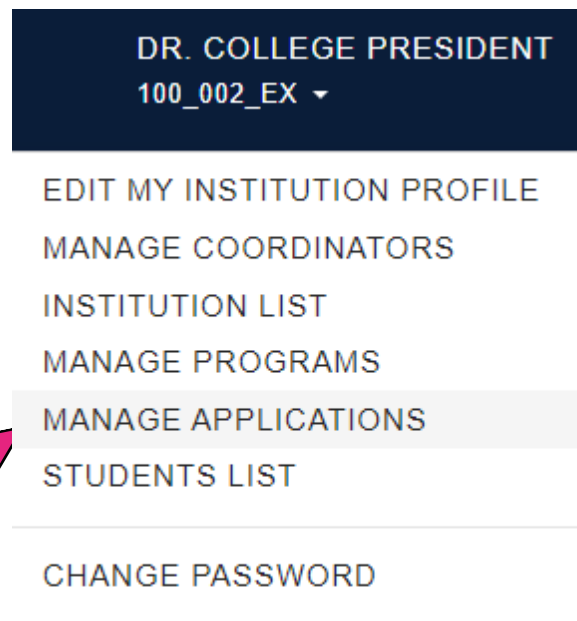 DR. COLLEGE PRESIDENT
100_002_EX
EDIT MY INSTITUTION PROFILE
MANAGE COORDINATORS
INSTITUTION LIST
MANAGE PROGRAMS
MANAGE APPLICATIONS
STUDENTS LIST
CHANGE PASSWORD